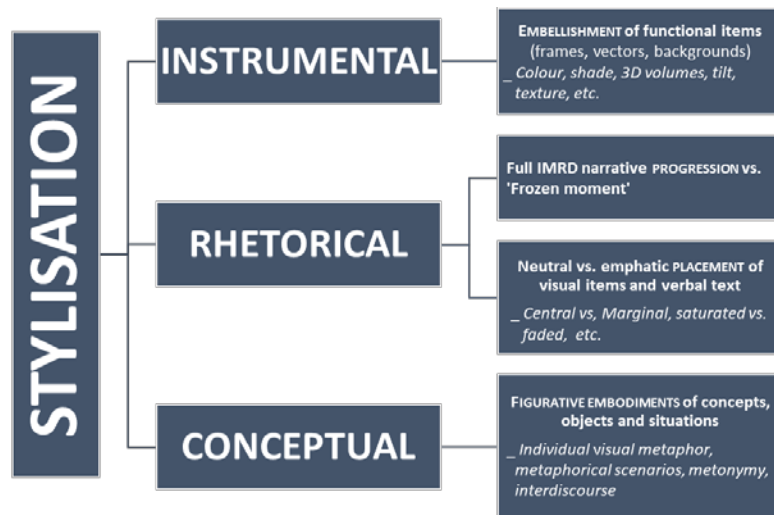 STYLISATION
INSTRUMENTAL
EMBELLISHMENT of functional items
(frames, vectors, backgrounds)
_ Colour, shade, 3D volumes, tilt,
texture, etc.
RHETORICAL
Full IMRD narrative PROGRESSION vs.
'Frozen moment'
Neutral vs. emphatic PLACEMENT of
visual items and verbal text
_ Central vs, Marginal, saturated vs.
faded, etc.
CONCEPTUAL
FIGURATIVE EMBODIMENTS of concepts,
objects and situations
_ Individual visual metaphor,
metaphorical scenarios, metonymy,
interdiscourse